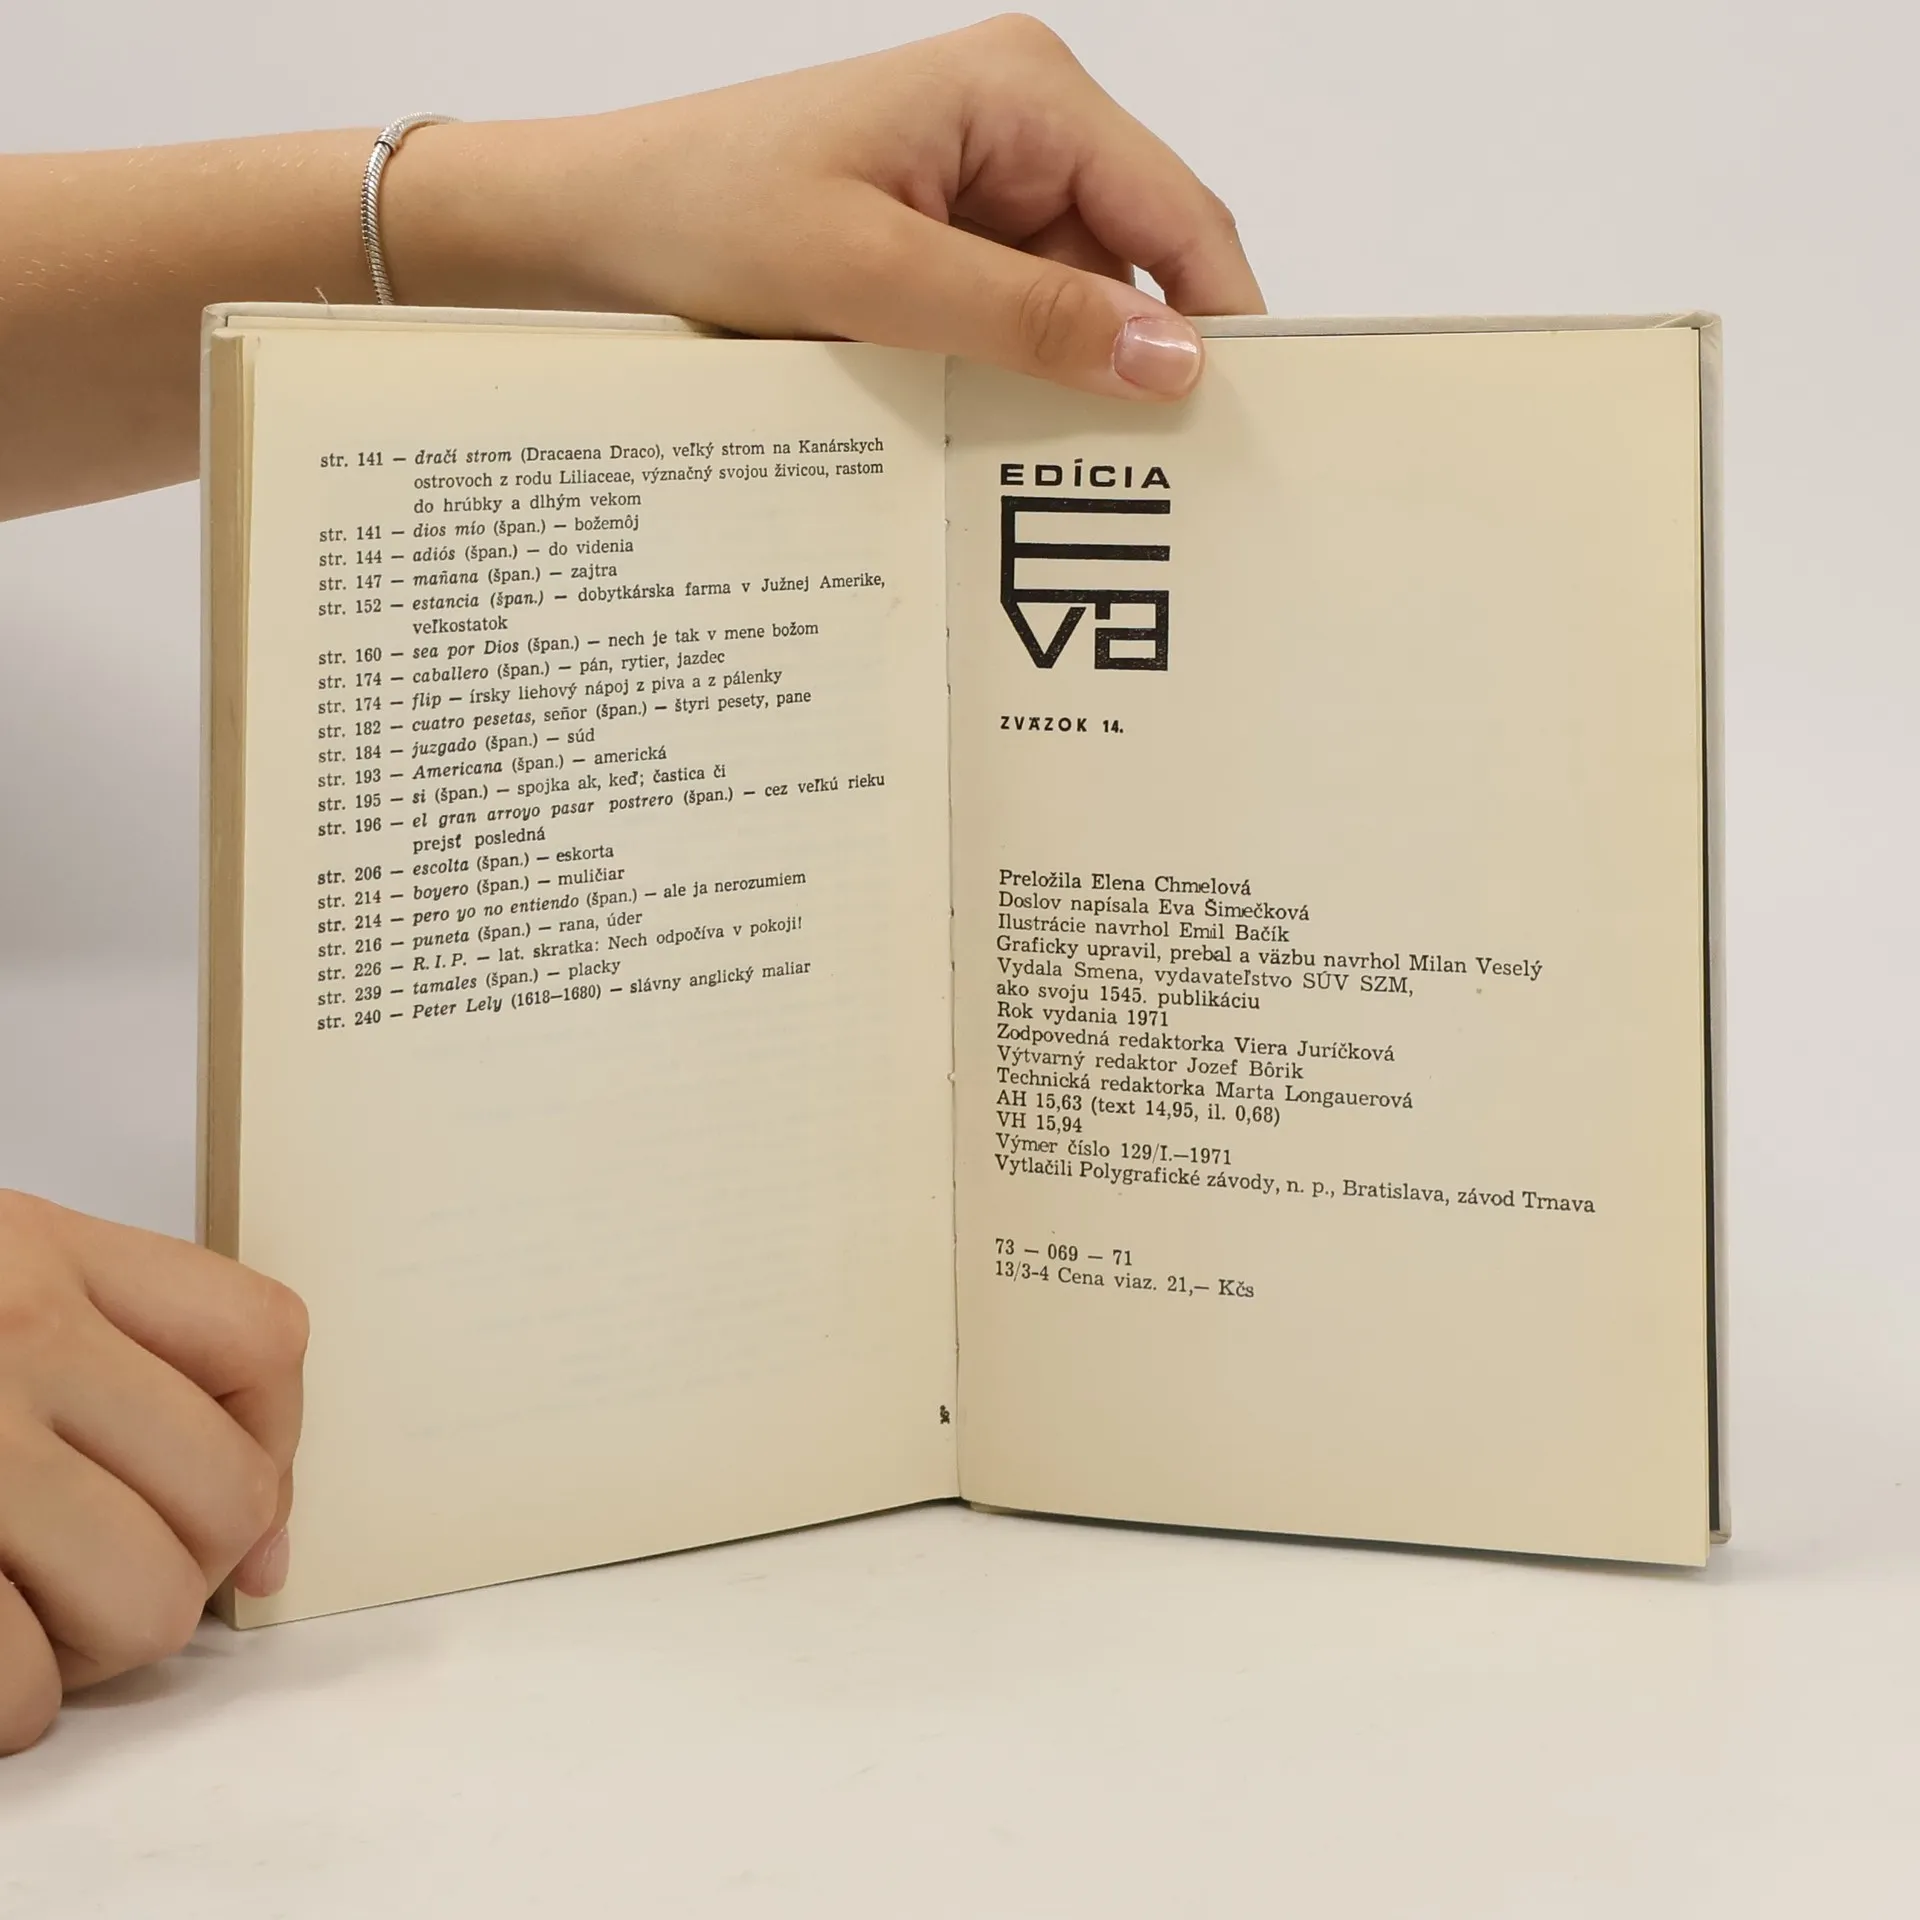 str. 141 — dračí strom (Dracaena Draco), veľký strom na Kanárskych
ostrovoch z rodu Liliaceae, význačný svojou živicou, rastom
do hrúbky a dlhým vekom
str. 141 — dios mío (špan.) — božemôj
str. 144 — adiós (špan.) — do videnia
str. 147 — mañana (špan.) — zajtra
str. 152 — estancia (špan.) — dobytkárska farma v Južnej Amerike,
veľkostatok
str. 160 — sea por Dios (špan.) — nech je tak v mene božom
str. 174 — caballero (špan.) — pán, rytier, jazdec
str. 174 — flip — írsky liehový nápoj z piva a z pálenky
str. 182 — cuatro pesetas, señor (špan.) — štyri pesety, pane
str. 184 — juzgado (špan.) — súd
str. 193 — Americana (špan.) — americká
str. 195 — si (špan.) — spojka ak, keď; častica či
str. 196 — el gran arroyo pasar postrero (špan.) — cez veľkú rieku
prejsť posledná
str. 206 — escolta (špan.) — eskorta
str. 214 — boyero (špan.) — muličiar
str. 214 — pero yo no entiendo (špan.) — ale ja nerozumiem
str. 216 — puneta (špan.) — rana, úder
str. 226 — R. I. P. — lat. skratka: Nech odpočíva v pokoji!
str. 239 — tamales (špan.) — placky
str. 240 — Peter Lely (1618—1680) — slávny anglický maliar
EDÍCIA
Eva
ZVÄZOK 14.
Preložila Elena Chmelová
Doslov napísala Eva Šimečková
Ilustrácie navrhol Emil Bačík
Graficky upravil, prebal a väzbu navrhol Milan Veselý
Vydala Smena, vydavateľstvo SÚV SZM,
ako svoju 1545. publikáciu
Rok vydania 1971
Zodpovedná redaktorka Viera Juríčková
Výtvarný redaktor Jozef Bôrik
Technická redaktorka Marta Longauerová
AH 15,63 (text 14,95, il. 0,68)
VH 15,94
Výmer číslo 129/I.—1971
Vytlačili Polygrafické závody, n. p., Bratislava, závod Trnava
73 — 069 — 71
13/3-4 Cena viaz. 21,— Kčs